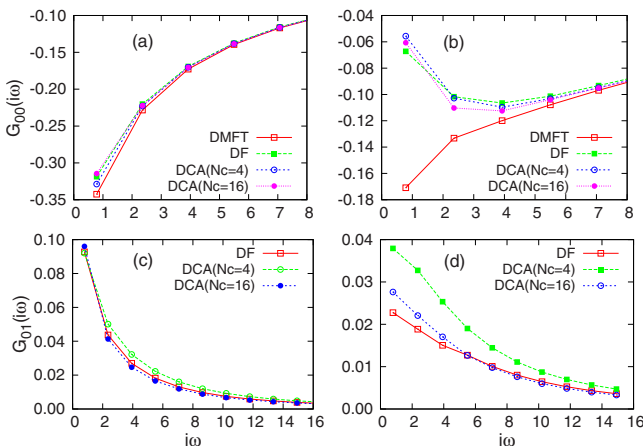 -0.10
-0.15
-0.20
-0.25
-0.30
-0.35
G00(iω)
(a)
DMFT
DF
DCA(Nc=4)
DCA(Nc=16)
0 1 2 3 4 5 6 7 8
-0.04
-0.06
-0.08
-0.10
-0.12
-0.14
-0.16
-0.18
(b)
DMFT
DF
DCA(Nc=4)
DCA(Nc=16)
0 1 2 3 4 5 6 7 8
0.10
0.08
0.06
0.04
0.02
0.00
G01(iω)
(c)
DF
DCA(Nc=4)
DCA(Nc=16)
0 2 4 6 8 10 12 14 16
iω
0.04
0.03
0.02
0.01
0.00
(d)
DF
DCA(Nc=4)
DCA(Nc=16)
0 2 4 6 8 10 12 14 16
iω